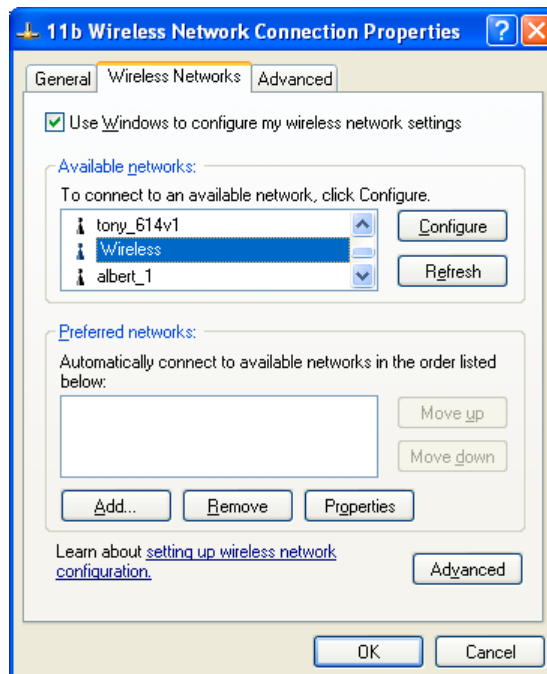 11b Wireless Network Connection Properties
General Wireless Networks Advanced
Use Windows to configure my wireless network settings
Available networks:
To connect to an available network, click Configure.
tony_614v1
Wireless
albert_1
Configure
Refresh
Preferred networks:
Automatically connect to available networks in the order listed
below:
Move up
Move down
Add... Remove Properties
Learn about setting up wireless network
configuration.
Advanced
OK Cancel